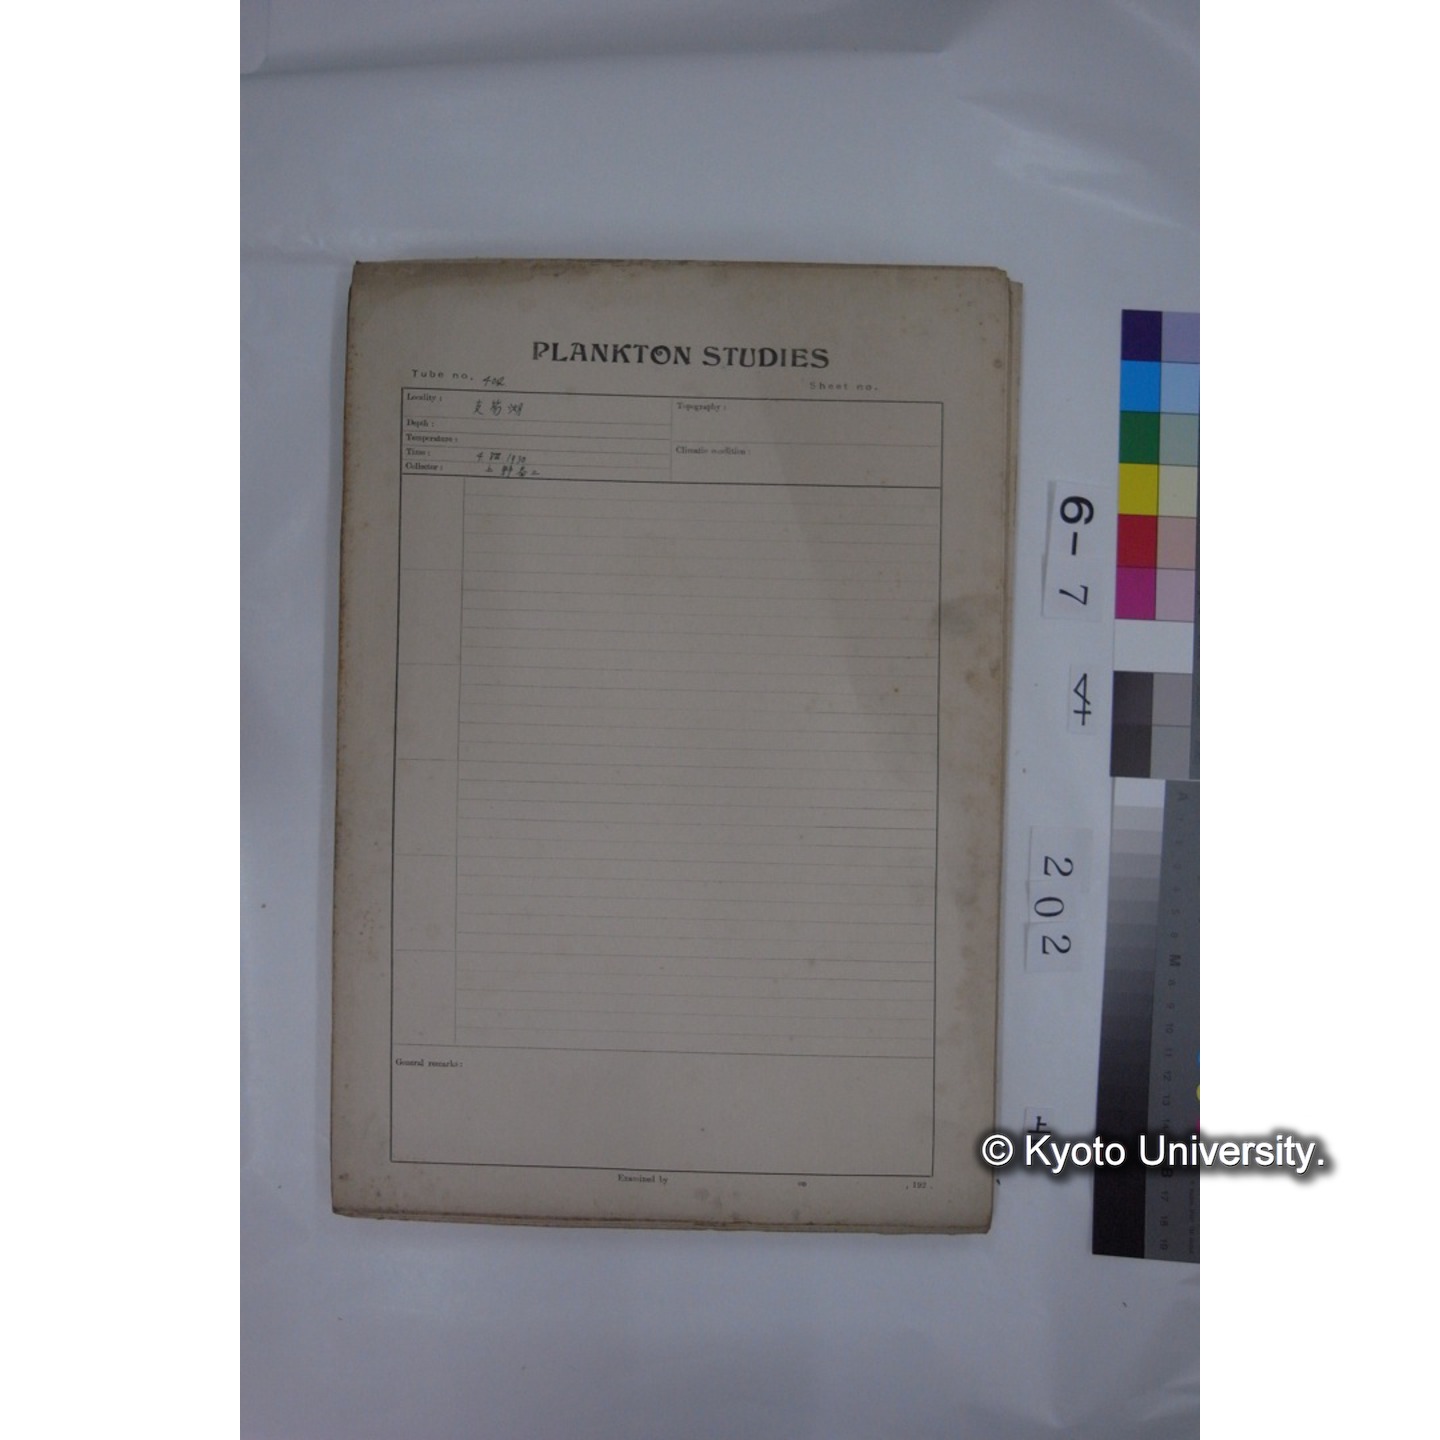 PLANKTON STUDIES
Tube no. 402
Sheet no.
Locality : 支笏湖
Topography :
Depth :
Temperature :
Climatic condition :
Time : 4 VIII 1930
Collector : 上野益三
General remarks :
Examined by on , 192 .
6-7
4
202
上
© Kyoto University.